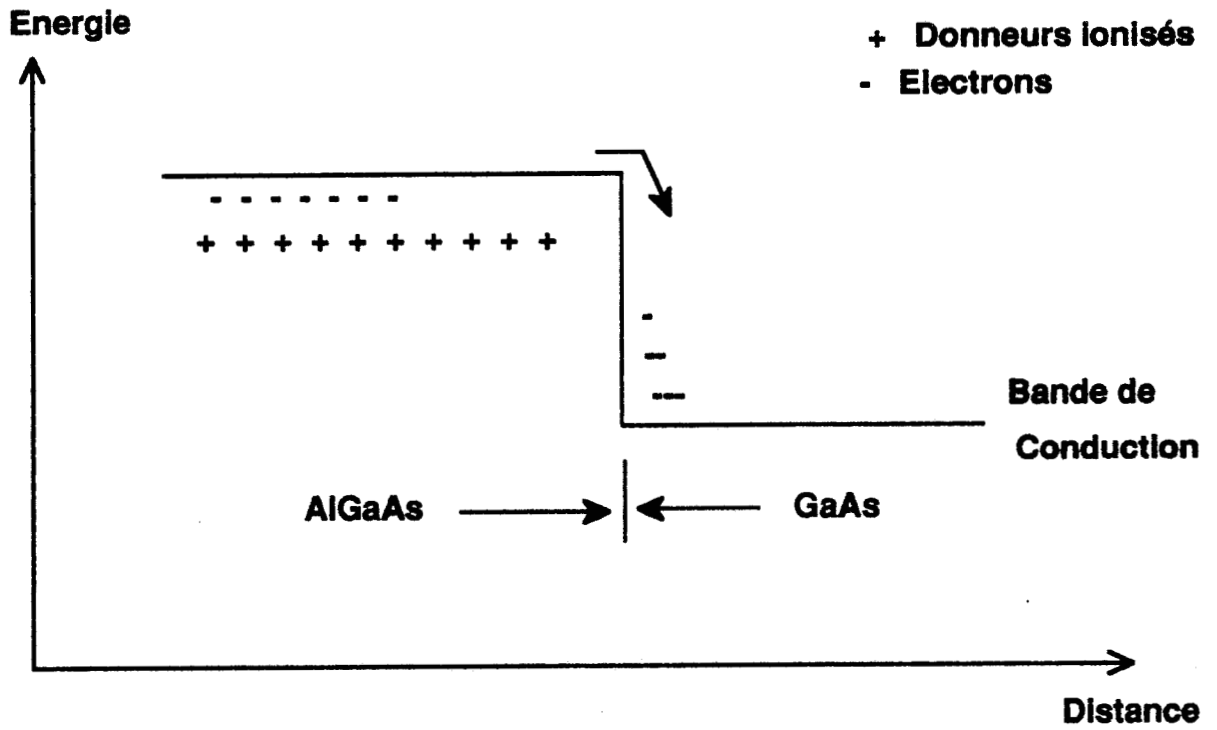 Energie
+ Donneurs ionisés
- Electrons
- - - - - - -
+ + + + + + + + + +
-
--
---
Bande de
Conduction
AlGaAs
GaAs
Distance